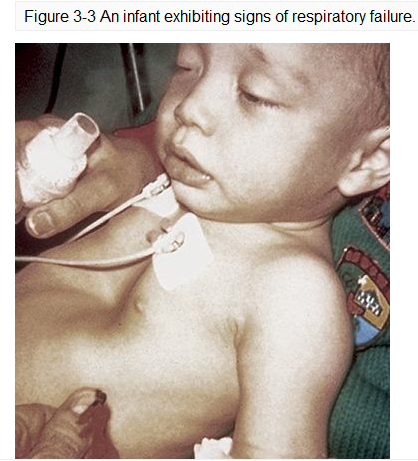 Figure 3-3 An infant exhibiting signs of respiratory failure.